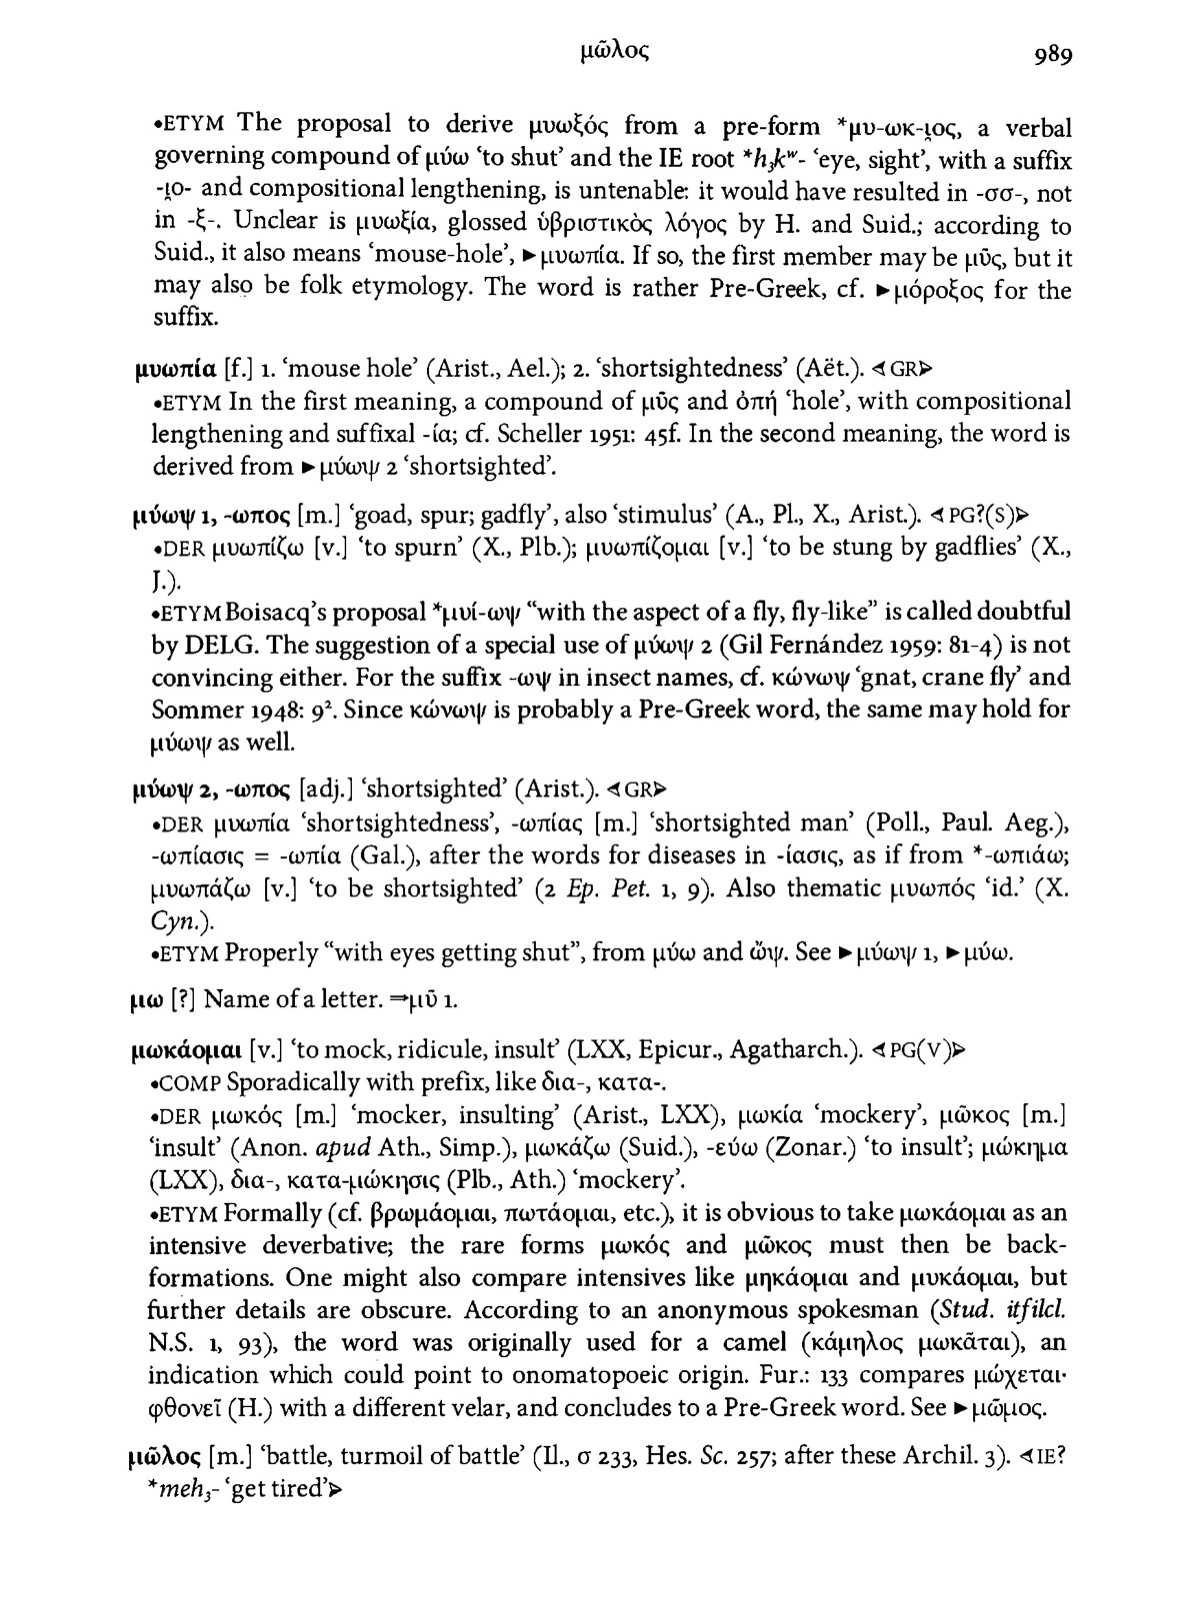 μῶλος 989
•ETYM The proposal to derive μυωξός from a pre-form *μυ-ωκ-ι̯ος, a verbal
governing compound of μύω ‘to shut’ and the IE root *h₃kʷ- ‘eye, sight’, with a suffix
-ι̯ο- and compositional lengthening, is untenable: it would have resulted in -σσ-, not
in -ξ-. Unclear is μυωξία, glossed ὑβριστικὸς λόγος by H. and Suid.; according to
Suid., it also means ‘mouse-hole’, ►μυωπία. If so, the first member may be μῦς, but it
may also be folk etymology. The word is rather Pre-Greek, cf. ►μόροξος for the
suffix.
μυωπία [f.] 1. ‘mouse hole’ (Arist., Ael.); 2. ‘shortsightedness’ (Aët.). ⊲GR⊳
•ETYM In the first meaning, a compound of μῦς and ὀπή ‘hole’, with compositional
lengthening and suffixal -ία; cf. Scheller 1951: 45f. In the second meaning, the word is
derived from ►μύωψ 2 ‘shortsighted’.
μύωψ 1, -ωπος [m.] ‘goad, spur; gadfly’, also ‘stimulus’ (A., Pl., X., Arist.). ⊲PG?(S)⊳
•DER μυωπίζω [v.] ‘to spurn’ (X., Plb.); μυωπίζομαι [v.] ‘to be stung by gadflies’ (X.,
J.).
•ETYM Boisacq’s proposal *μυί-ωψ “with the aspect of a fly, fly-like” is called doubtful
by DELG. The suggestion of a special use of μύωψ 2 (Gil Fernández 1959: 81-4) is not
convincing either. For the suffix -ωψ in insect names, cf. κώνωψ ‘gnat, crane fly’ and
Sommer 1948: 9². Since κώνωψ is probably a Pre-Greek word, the same may hold for
μύωψ as well.
μύωψ 2, -ωπος [adj.] ‘shortsighted’ (Arist.). ⊲GR⊳
•DER μυωπία ‘shortsightedness’, -ωπίας [m.] ‘shortsighted man’ (Poll., Paul. Aeg.),
-ωπίασις = -ωπία (Gal.), after the words for diseases in -ίασις, as if from *-ωπιάω;
μυωπάζω [v.] ‘to be shortsighted’ (2 Ep. Pet. 1, 9). Also thematic μυωπός ‘id.’ (X.
Cyn.).
•ETYM Properly “with eyes getting shut”, from μύω and ὤψ. See ►μύωψ 1, ►μύω.
μω [?] Name of a letter. ⇒μῦ 1.
μωκάομαι [v.] ‘to mock, ridicule, insult’ (LXX, Epicur., Agatharch.). ⊲PG(V)⊳
•COMP Sporadically with prefix, like δια-, κατα-.
•DER μωκός [m.] ‘mocker, insulting’ (Arist., LXX), μωκία ‘mockery’, μῶκος [m.]
‘insult’ (Anon. apud Ath., Simp.), μωκάζω (Suid.), -εύω (Zonar.) ‘to insult’; μώκημα
(LXX), δια-, κατα-μώκησις (Plb., Ath.) ‘mockery’.
•ETYM Formally (cf. βρωμάομαι, πωτάομαι, etc.), it is obvious to take μωκάομαι as an
intensive deverbative; the rare forms μωκός and μῶκος must then be back-
formations. One might also compare intensives like μηκάομαι and μυκάομαι, but
further details are obscure. According to an anonymous spokesman (Stud. itfilcl.
N.S. 1, 93), the word was originally used for a camel (κάμηλος μωκᾶται), an
indication which could point to onomatopoeic origin. Fur.: 133 compares μώχεται·
φθονεῖ (H.) with a different velar, and concludes to a Pre-Greek word. See ►μῶμος.
μῶλος [m.] ‘battle, turmoil of battle’ (Il., σ 233, Hes. Sc. 257; after these Archil. 3). ⊲IE?
*meh₃- ‘get tired’⊳